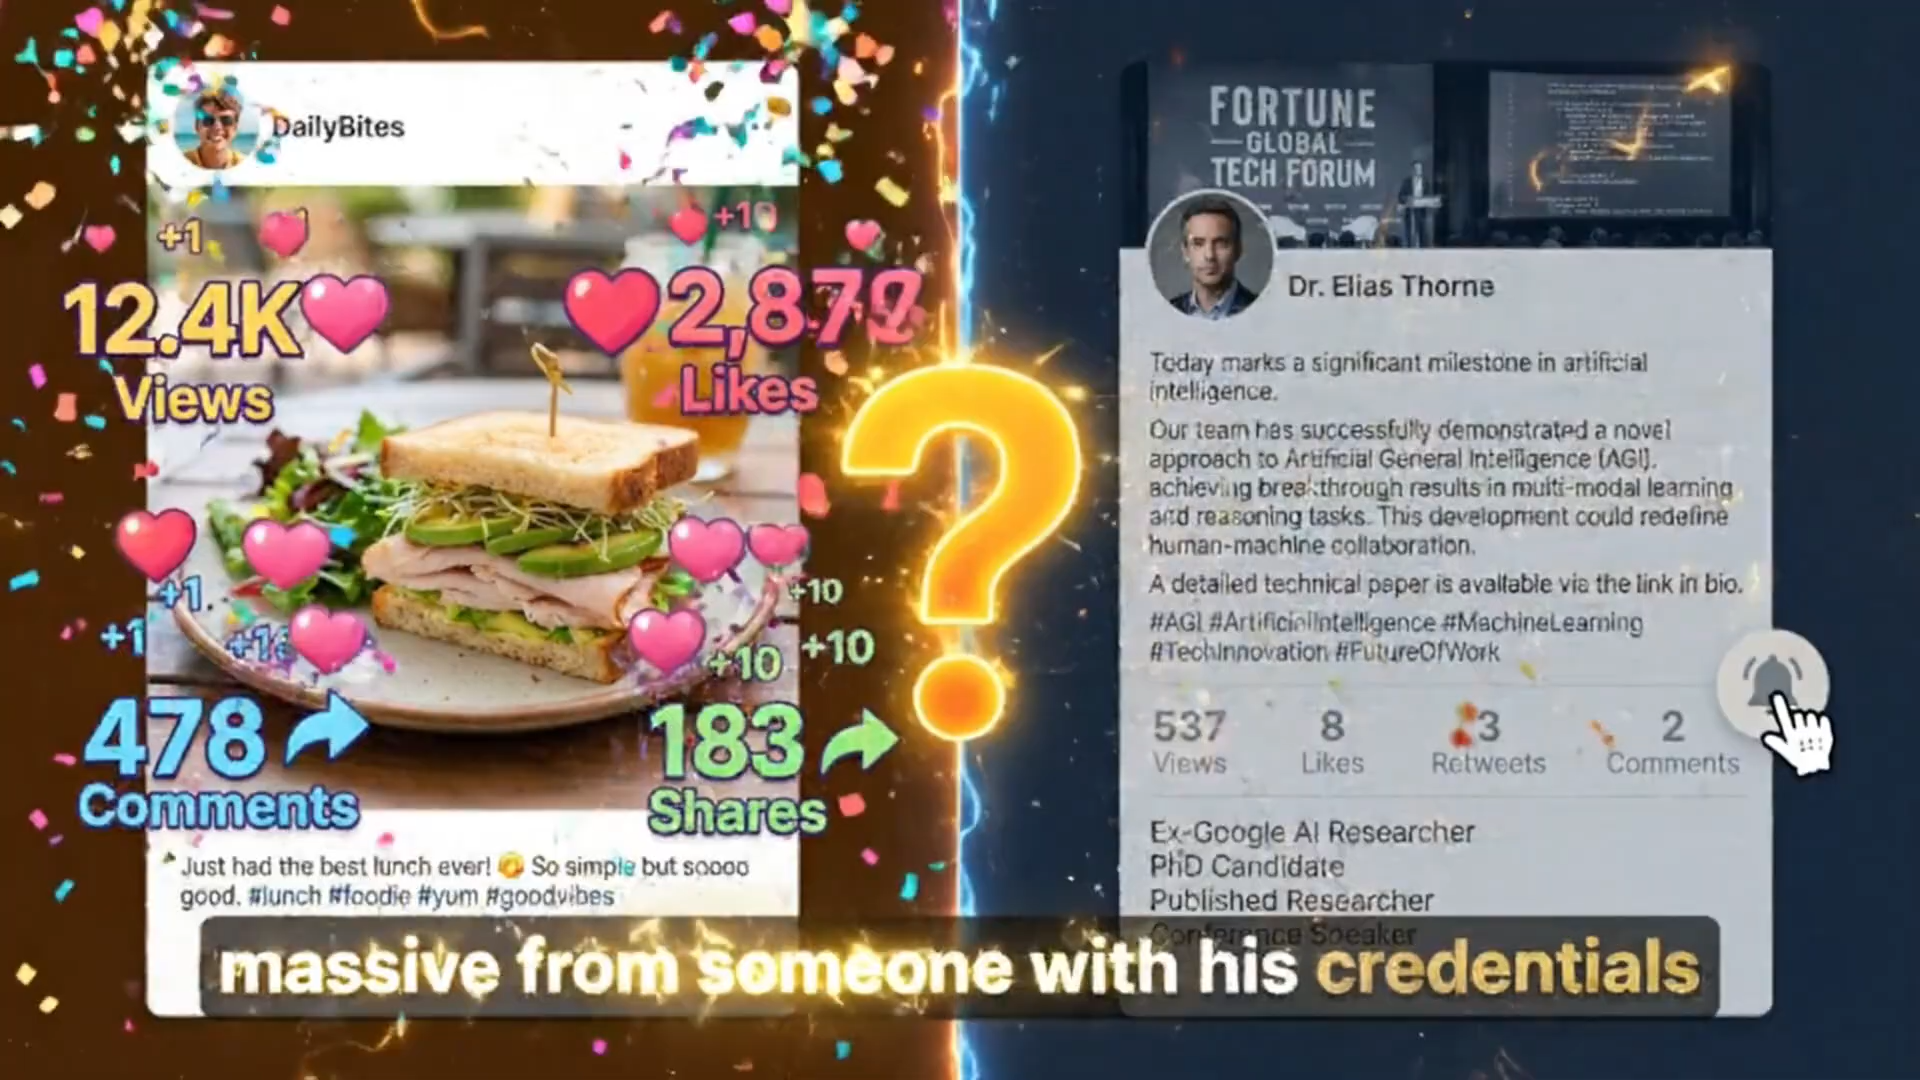 DailyBites
+1
+10
12.4K
Views
Likes
+1
+1
+10
+10
+10
478
Comments
183
Shares
Just had the best lunch ever! So simple but soooo
good. #lunch #foodie #yum #goodvibes
FORTUNE
GLOBAL
TECH FORUM
Dr. Elias Thorne
Today marks a significant milestone in artificial
intelligence.
Our team has successfully demonstrated a novel
approach to Artificial General Intelligence (AGI).
achieving breakthrough results in multi-modal learning
and reasoning tasks. This development could redefine
human-machine collaboration.
A detailed technical paper is available via the link in bio.
#AGI #ArtificialIntelligence #MachineLearning
#TechInnovation #FutureOfWork
537 8 3 2
Views Likes Retweets Comments
Ex-Google AI Researcher
PhD Candidate
Published Researcher
Conference Speaker
massive from someone with his credentials